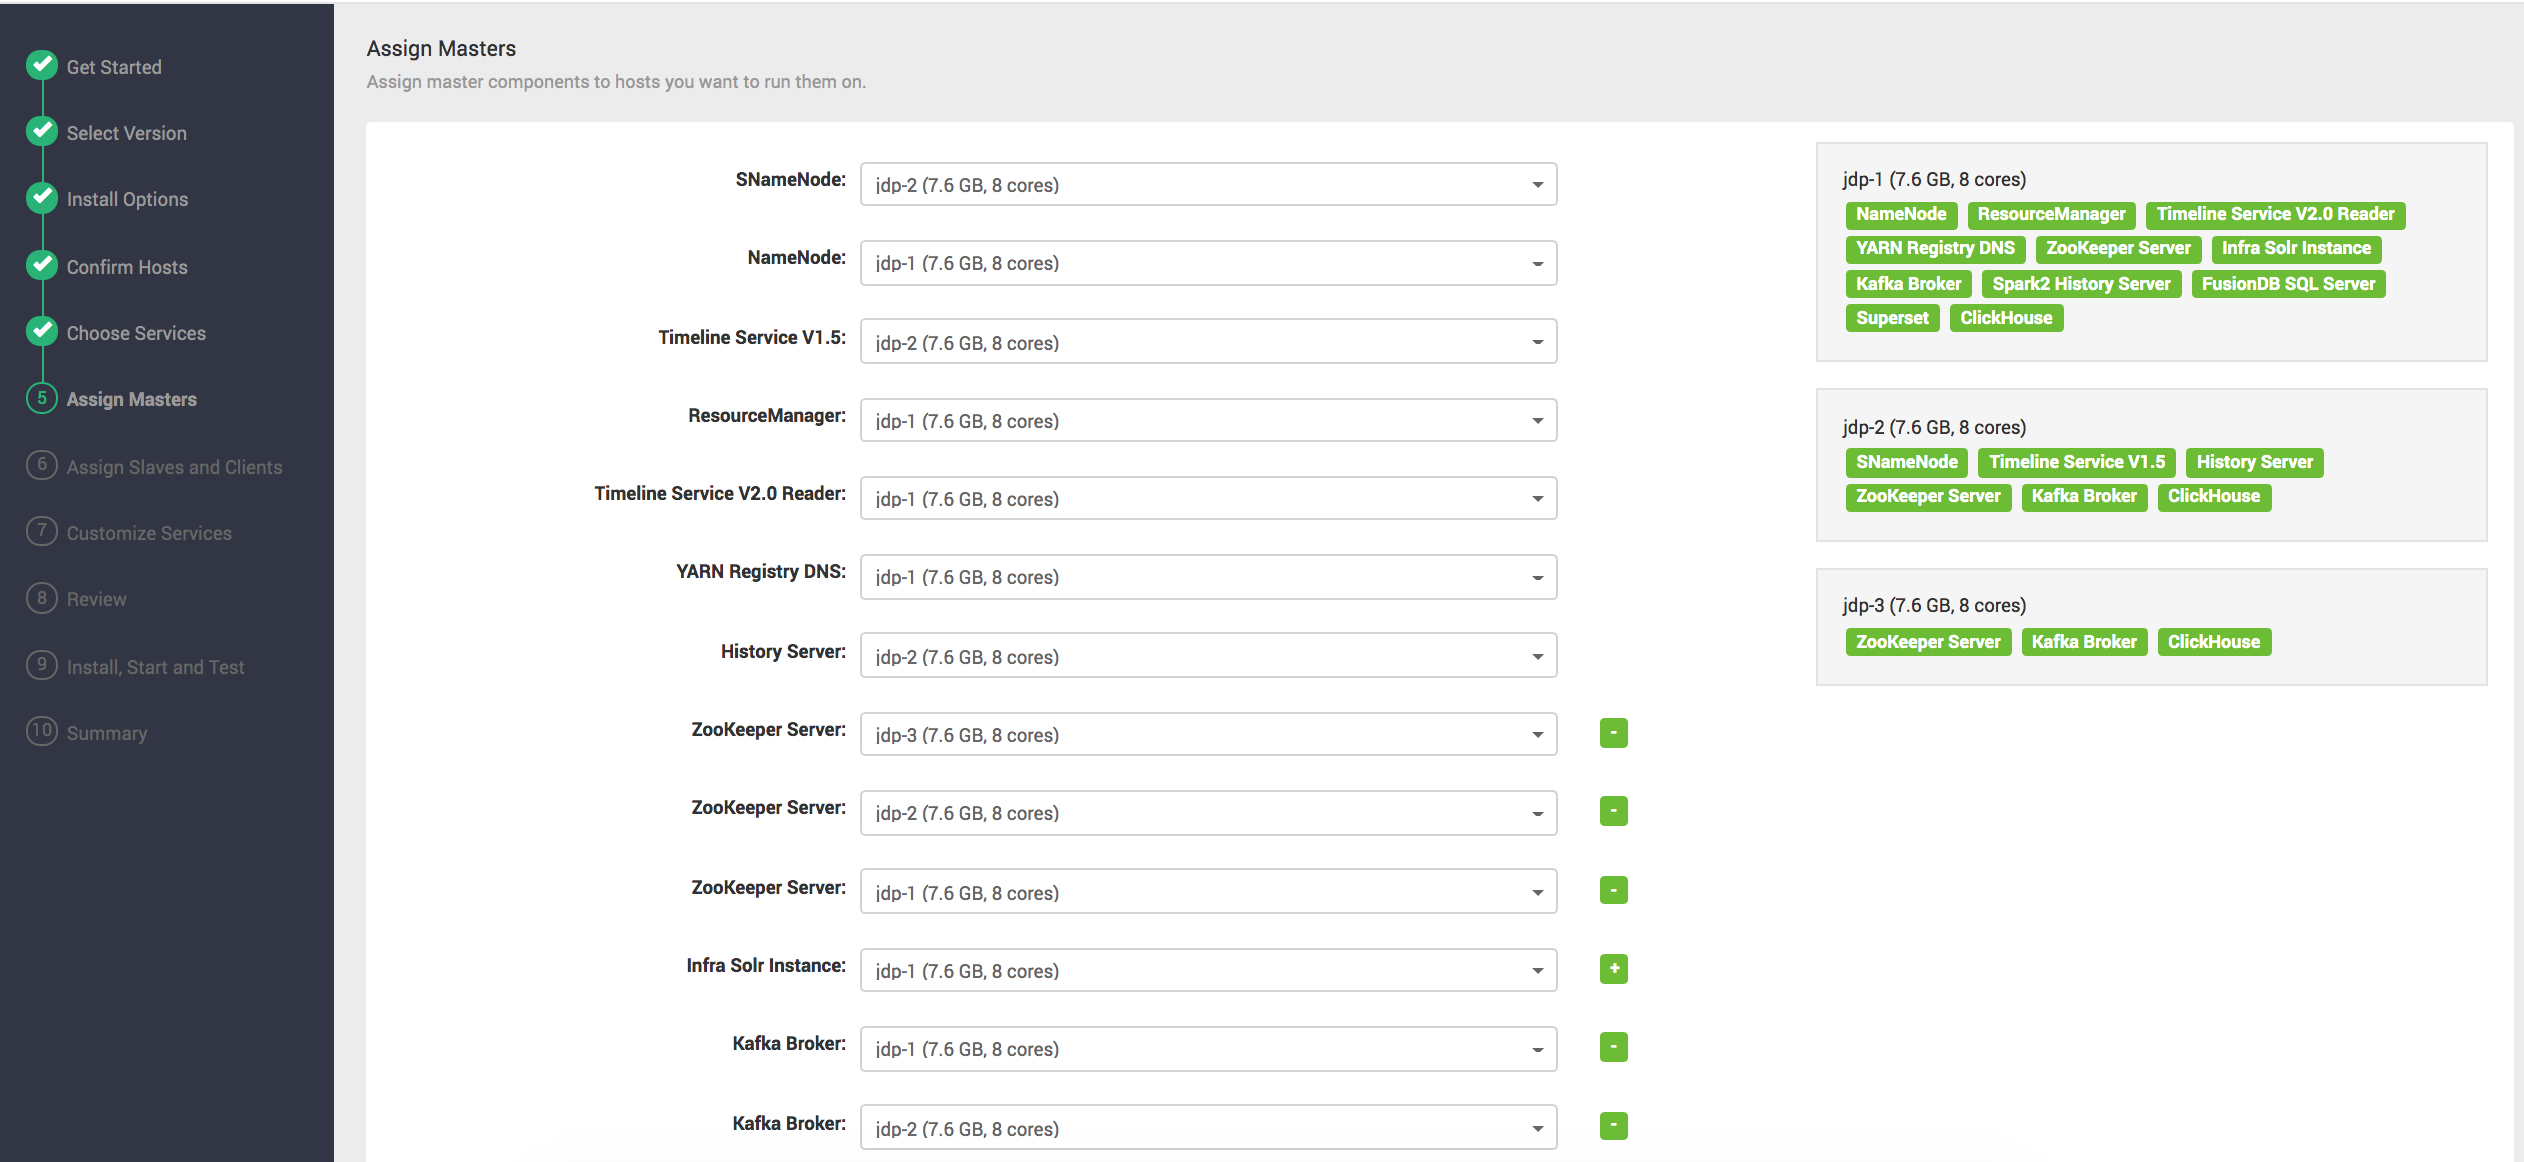 Get Started
Select Version
Install Options
Confirm Hosts
Choose Services
5 Assign Masters
6 Assign Slaves and Clients
7 Customize Services
8 Review
9 Install, Start and Test
10 Summary
Assign Masters
Assign master components to hosts you want to run them on.
SNameNode: jdp-2 (7.6 GB, 8 cores)
NameNode: jdp-1 (7.6 GB, 8 cores)
Timeline Service V1.5: jdp-2 (7.6 GB, 8 cores)
ResourceManager: jdp-1 (7.6 GB, 8 cores)
Timeline Service V2.0 Reader: jdp-1 (7.6 GB, 8 cores)
YARN Registry DNS: jdp-1 (7.6 GB, 8 cores)
History Server: jdp-2 (7.6 GB, 8 cores)
ZooKeeper Server: jdp-3 (7.6 GB, 8 cores) -
ZooKeeper Server: jdp-2 (7.6 GB, 8 cores) -
ZooKeeper Server: jdp-1 (7.6 GB, 8 cores) -
Infra Solr Instance: jdp-1 (7.6 GB, 8 cores) +
Kafka Broker: jdp-1 (7.6 GB, 8 cores) -
Kafka Broker: jdp-2 (7.6 GB, 8 cores) -
jdp-1 (7.6 GB, 8 cores)
NameNode ResourceManager Timeline Service V2.0 Reader
YARN Registry DNS ZooKeeper Server Infra Solr Instance
Kafka Broker Spark2 History Server FusionDB SQL Server
Superset ClickHouse
jdp-2 (7.6 GB, 8 cores)
SNameNode Timeline Service V1.5 History Server
ZooKeeper Server Kafka Broker ClickHouse
jdp-3 (7.6 GB, 8 cores)
ZooKeeper Server Kafka Broker ClickHouse